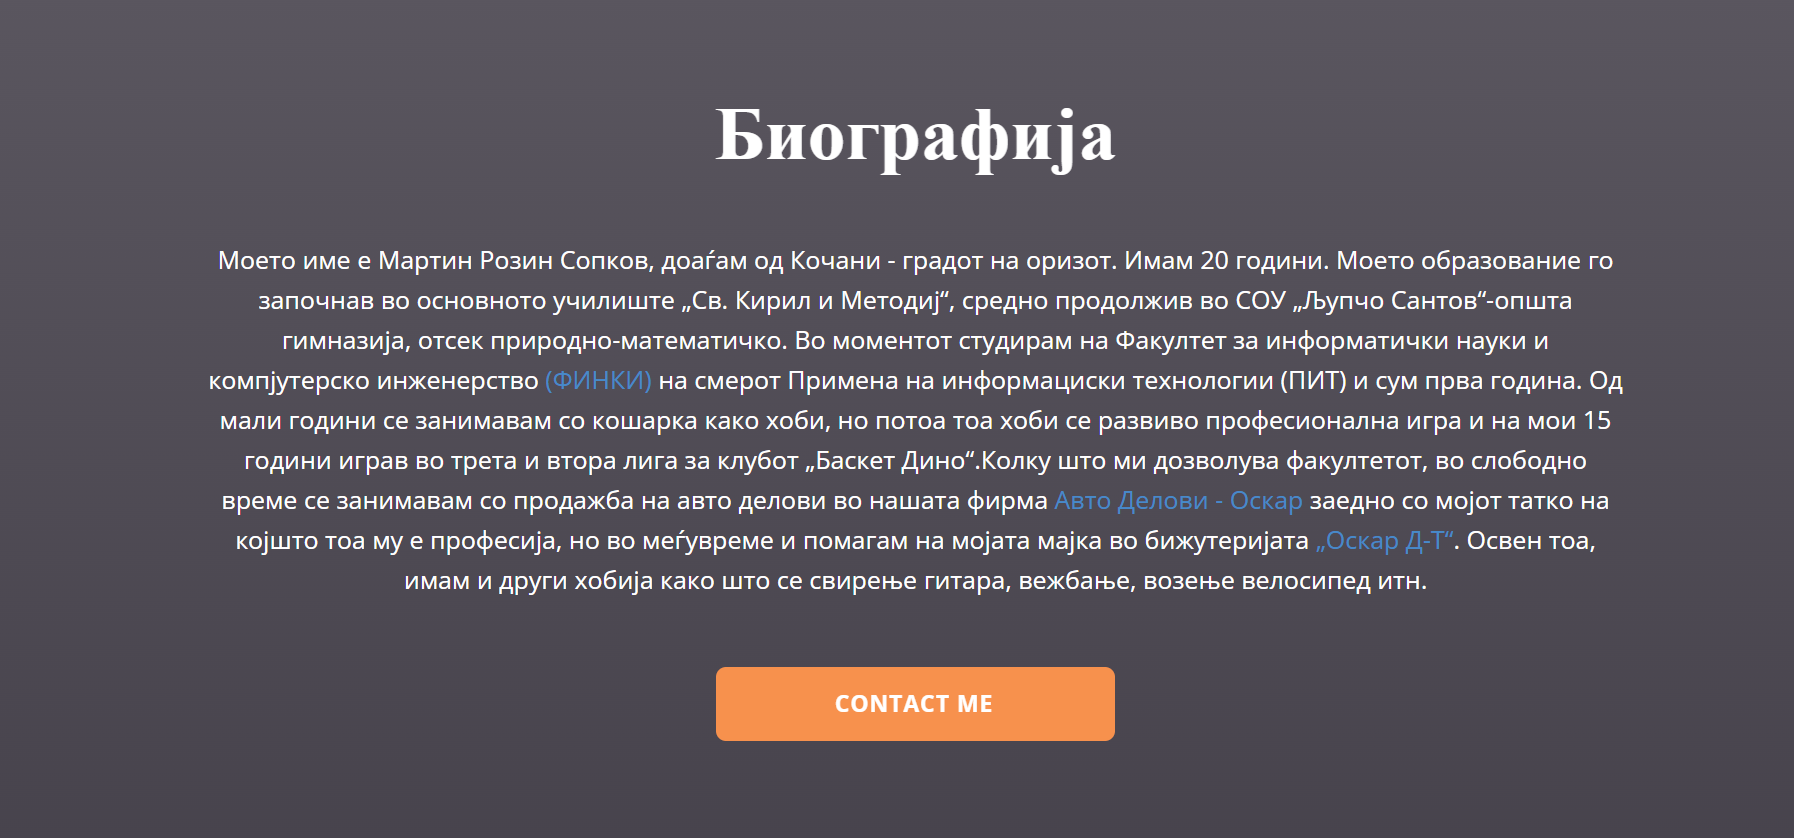 Биографија
Моето име е Мартин Розин Сопков, доаѓам од Кочани - градот на оризот. Имам 20 години. Моето образование го
започнав во основното училиште „Св. Кирил и Методиј“, средно продолжив во СОУ „Љупчо Сантов“-општа
гимназија, отсек природно-математичко. Во моментот студирам на Факултет за информатички науки и
компјутерско инженерство (ФИНКИ) на смерот Примена на информациски технологии (ПИТ) и сум прва година. Од
мали години се занимавам со кошарка како хоби, но потоа тоа хоби се развиво професионална игра и на мои 15
години играв во трета и втора лига за клубот „Баскет Дино“.Колку што ми дозволува факултетот, во слободно
време се занимавам со продажба на авто делови во нашата фирма Авто Делови - Оскар заедно со мојот татко на
којшто тоа му е професија, но во меѓувреме и помагам на мојата мајка во бижутеријата „Оскар Д-Т“. Освен тоа,
имам и други хобија како што се свирење гитара, вежбање, возење велосипед итн.
CONTACT ME